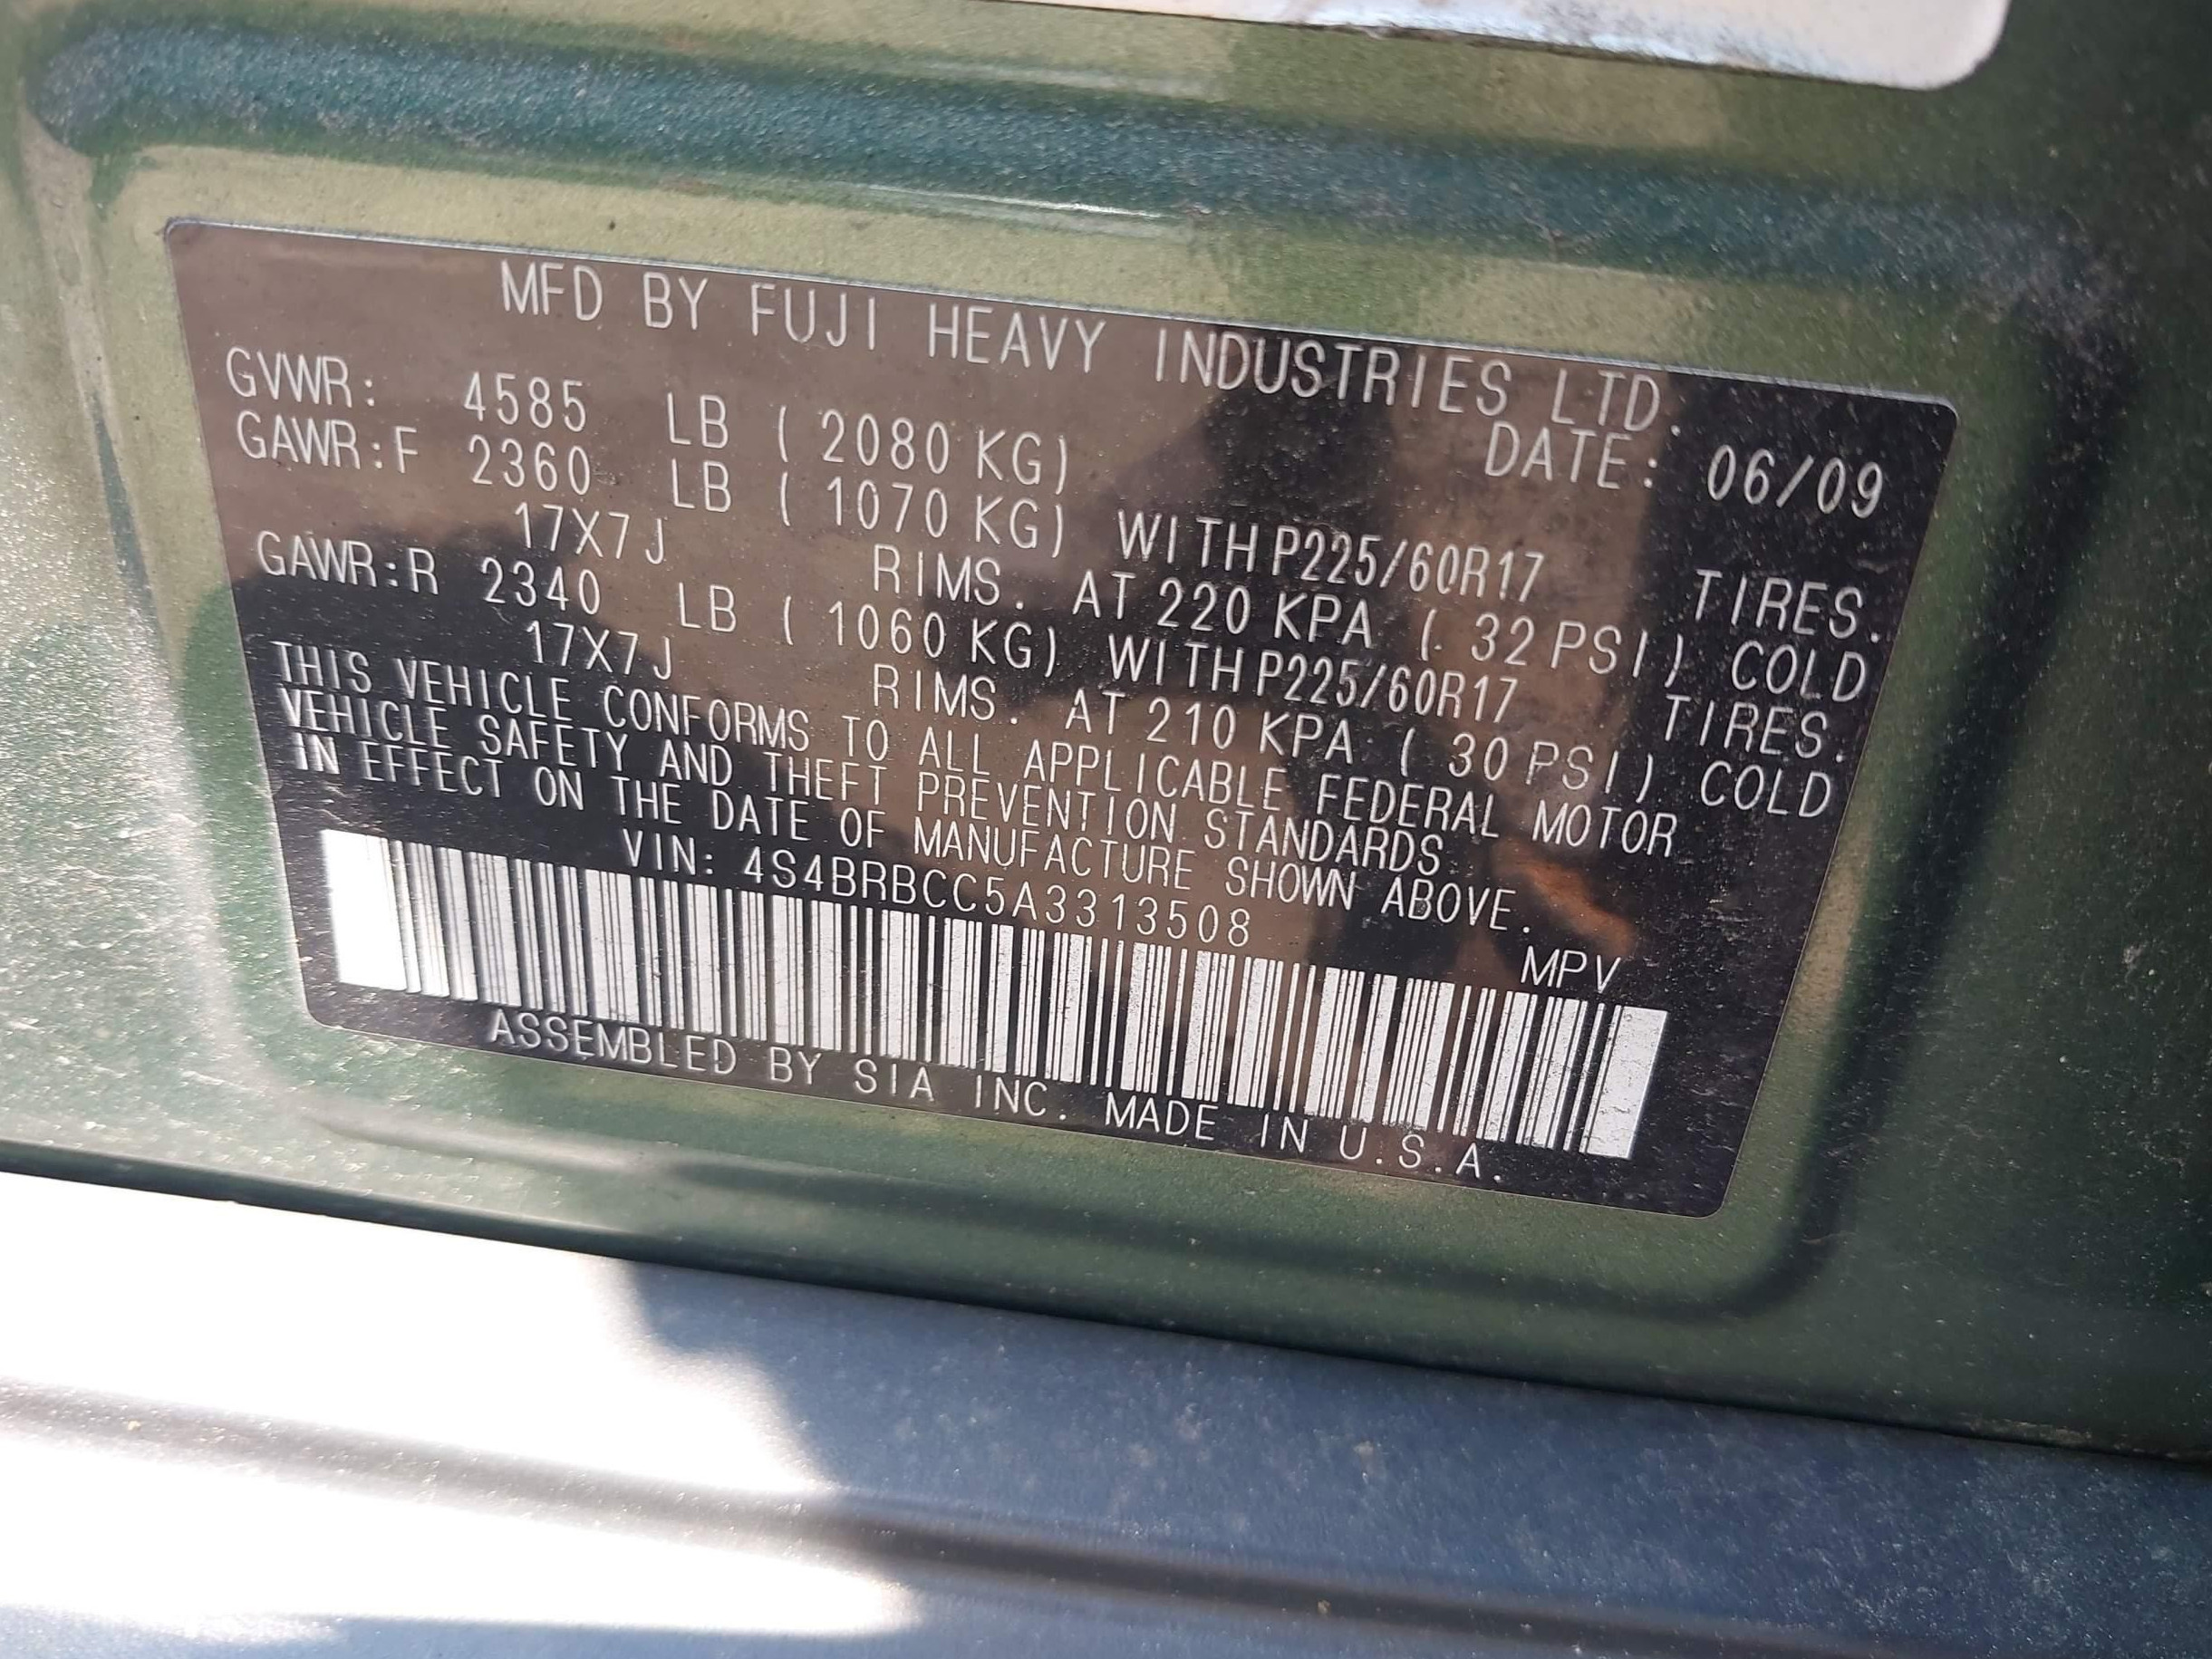 MFD BY FUJI HEAVY INDUSTRIES LTD.
GVWR: 4585 LB ( 2080 KG) DATE: 06/09
GAWR:F 2360 LB ( 1070 KG) WITH P225/60R17 TIRES.
17X7J RIMS. AT 220 KPA ( 32 PSI) COLD
GAWR:R 2340 LB ( 1060 KG) WITH P225/60R17 TIRES.
17X7J RIMS. AT 210 KPA ( 30 PSI) COLD
THIS VEHICLE CONFORMS TO ALL APPLICABLE FEDERAL MOTOR
VEHICLE SAFETY AND THEFT PREVENTION STANDARDS
IN EFFECT ON THE DATE OF MANUFACTURE SHOWN ABOVE.
VIN: 4S4BRBCC5A3313508 MPV
ASSEMBLED BY SIA INC. MADE IN U.S.A.